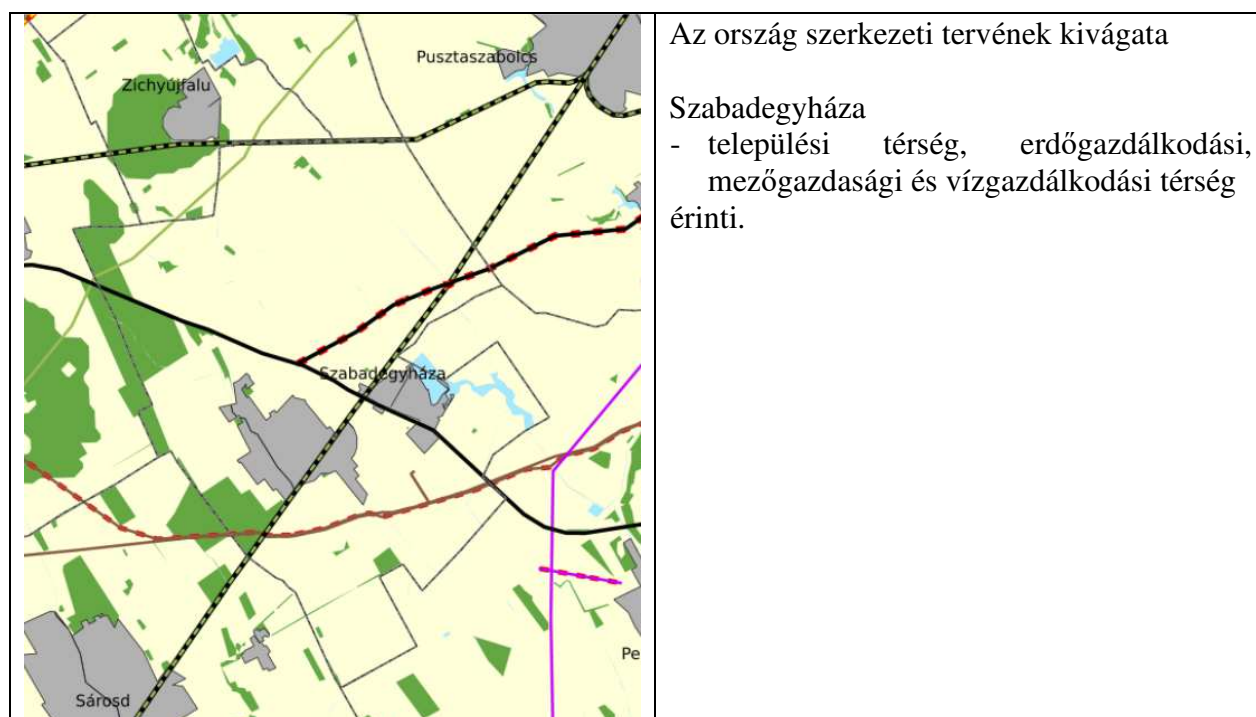 Pusztaszabolcs
Zichyújfalu
Szabadegyháza
Pe
Sárosd
Az ország szerkezeti tervének kivágata
Szabadegyháza
- települési térség, erdőgazdálkodási,
mezőgazdasági és vízgazdálkodási térség
érinti.